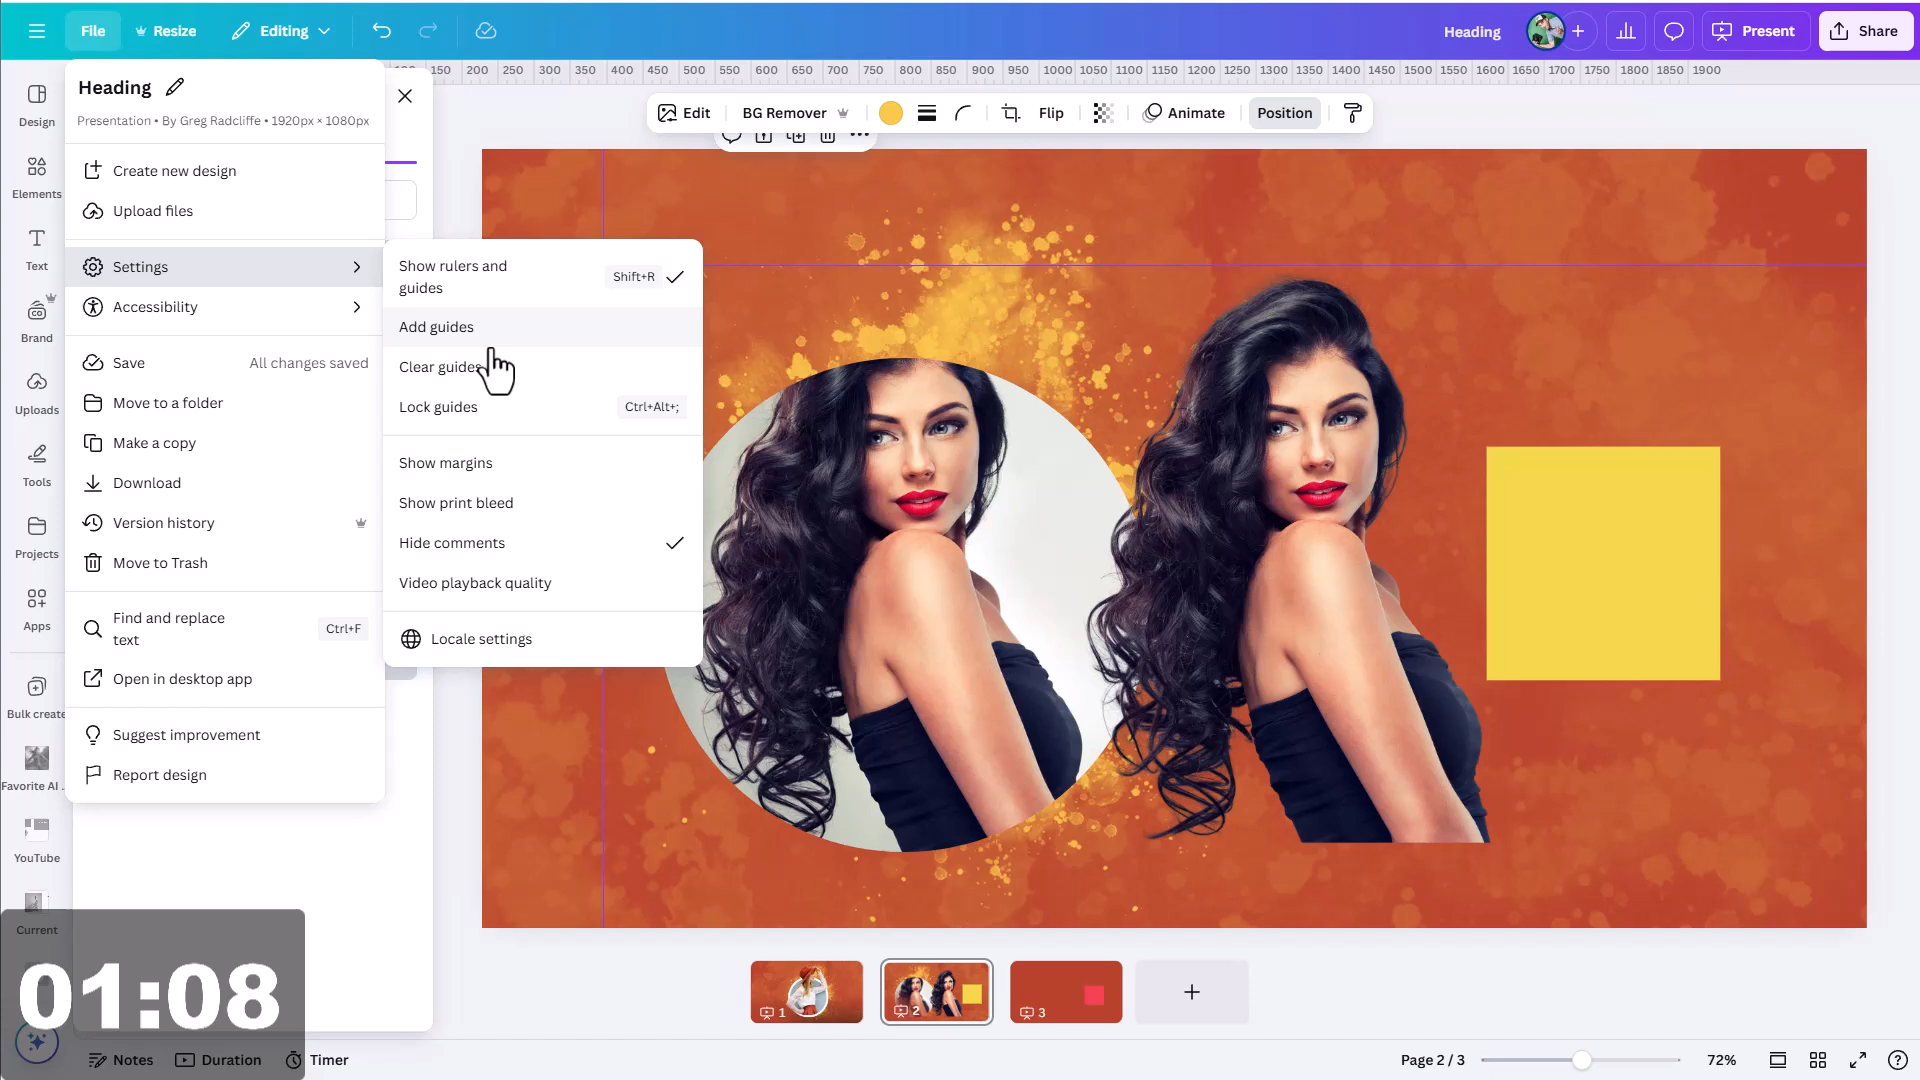 File
Resize
Editing
Heading
Present
Share
100 150 200 250 300 350 400 450 500 550 600 650 700 750 800 850 900 950 1000 1050 1100 1150 1200 1250 1300 1350 1400 1450 1500 1550 1600 1650 1700 1750 1800 1850 1900
Edit
BG Remover
Flip
Animate
Position
Design
Elements
Text
Brand
Uploads
Tools
Projects
Apps
Bulk create
Favorite AI ..
YouTube
Current
Heading
Presentation • By Greg Radcliffe • 1920px × 1080px
Create new design
Upload files
Settings
Accessibility
Save All changes saved
Move to a folder
Make a copy
Download
Version history
Move to Trash
Find and replace
text
Ctrl+F
Open in desktop app
Suggest improvement
Report design
Show rulers and
guides
Shift+R
Add guides
Clear guides
Lock guides Ctrl+Alt+;
Show margins
Show print bleed
Hide comments
Video playback quality
Locale settings
1
2
3
01:08
Notes
Duration
Timer
Page 2 / 3
72%